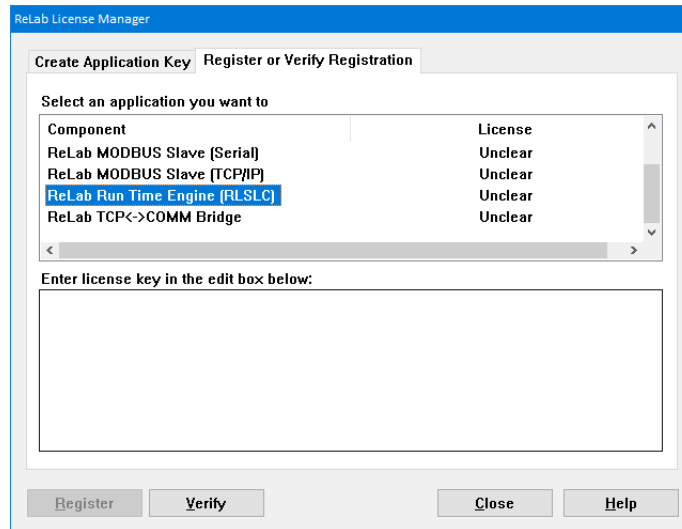 ReLab License Manager
Create Application Key Register or Verify Registration
Select an application you want to
Component License
ReLab MODBUS Slave (Serial) Unclear
ReLab MODBUS Slave (TCP/IP) Unclear
ReLab Run Time Engine (RLSLC) Unclear
ReLab TCP<->COMM Bridge Unclear
Enter license key in the edit box below:
Register Verify Close Help